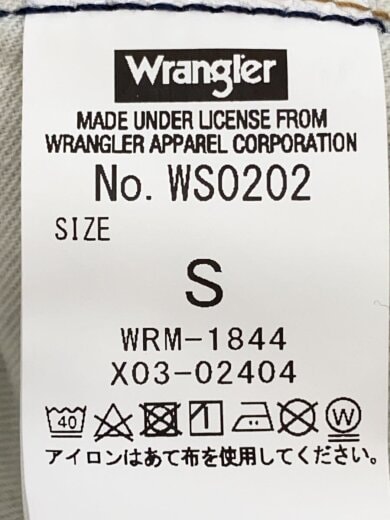 Wrangler
MADE UNDER LICENSE FROM
WRANGLER APPAREL CORPORATION
No. WS0202
SIZE
S
WRM-1844
X03-02404
40 W
アイロンはあて布を使用してください。